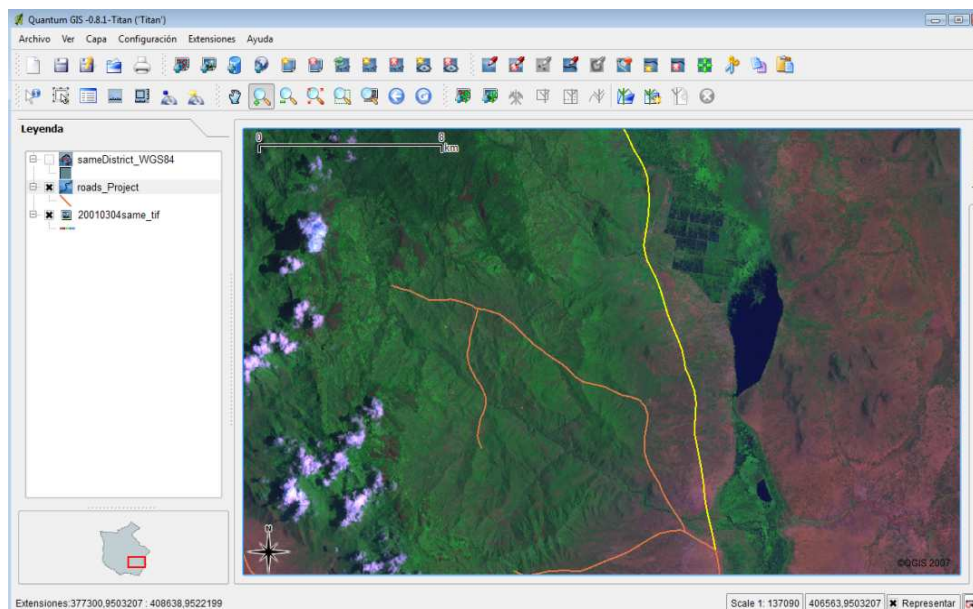 Quantum GIS -0.8.1-Titan ('Titan')
Archivo Ver Capa Configuración Extensiones Ayuda
Leyenda
sameDistrict_WGS84
roads_Project
20010304same_tif
0 8
km
N
©QGIS 2007
Extensiones:377300,9503207 : 408638,9522199
Scale 1: 137090 406563,9503207 Representar